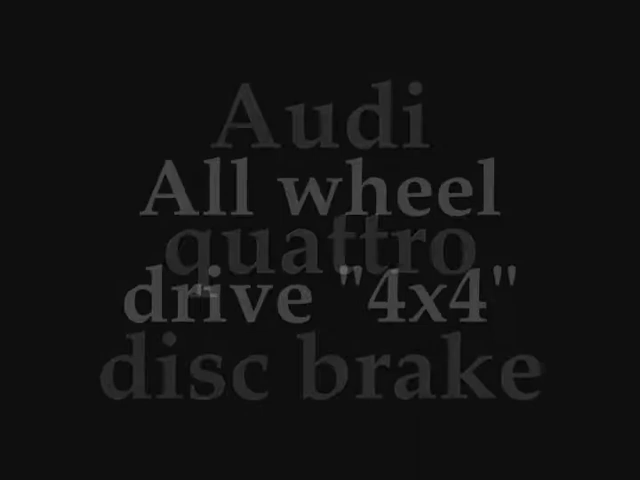 Audi
All wheel
quattro
drive "4x4"
disc brake